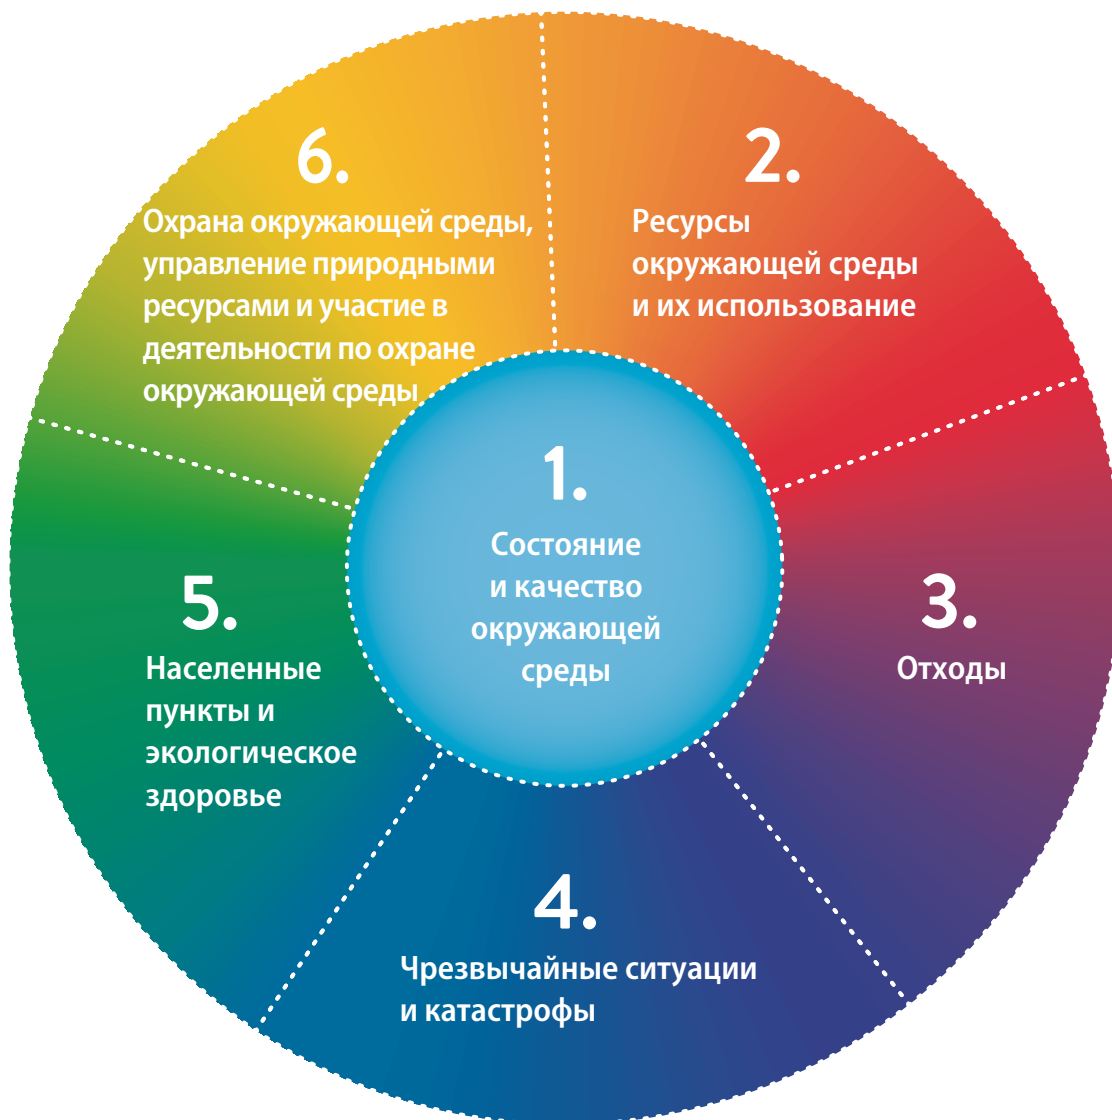 1.
Состояние
и качество
окружающей
среды
2.
Ресурсы
окружающей среды
и их использование
3.
Отходы
4.
Чрезвычайные ситуации
и катастрофы
5.
Населенные
пункты и
экологическое
здоровье
6.
Охрана окружающей среды,
управление природными
ресурсами и участие в
деятельности по охране
окружающей среды